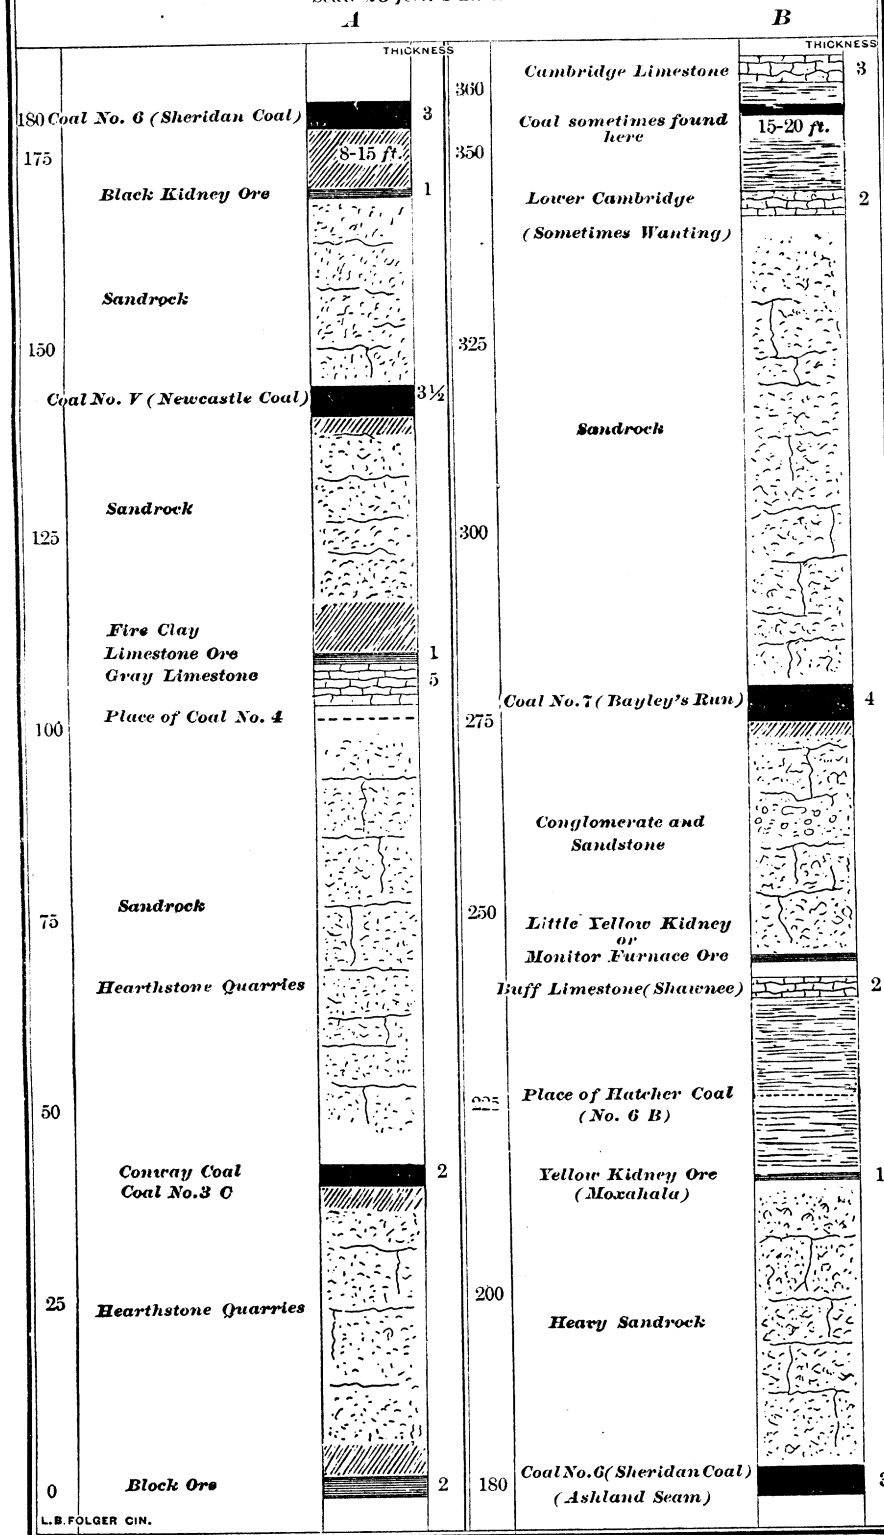 A
THICKNESS
180 Coal No. 6 (Sheridan Coal) 3
175 8-15 ft.
Black Kidney Ore 1
Sandrock
150
Coal No. V (Newcastle Coal) 3½
Sandrock
125
Fire Clay
Limestone Ore 1
Gray Limestone 5
Place of Coal No. 4
100
Sandrock
75
Hearthstone Quarries
50
Conway Coal 2
Coal No. 3 C
25
Hearthstone Quarries
Block Ore 2
0
L.B. FOLGER CIN.
B
THICKNESS
Cambridge Limestone 3
360
Coal sometimes found
here
15-20 ft.
350
Lower Cambridge 2
(Sometimes Wanting)
325
Sandrock
300
Coal No. 7 (Bayley's Run) 4
275
Conglomerate and
Sandstone
250
Little Yellow Kidney
or
Monitor Furnace Ore
Buff Limestone (Shawnee) 2
Place of Hatcher Coal
(No. 6 B)
Yellow Kidney Ore 1
(Moxahala)
200
Heavy Sandrock
Coal No. 6 (Sheridan Coal) 3
180
(Ashland Seam)